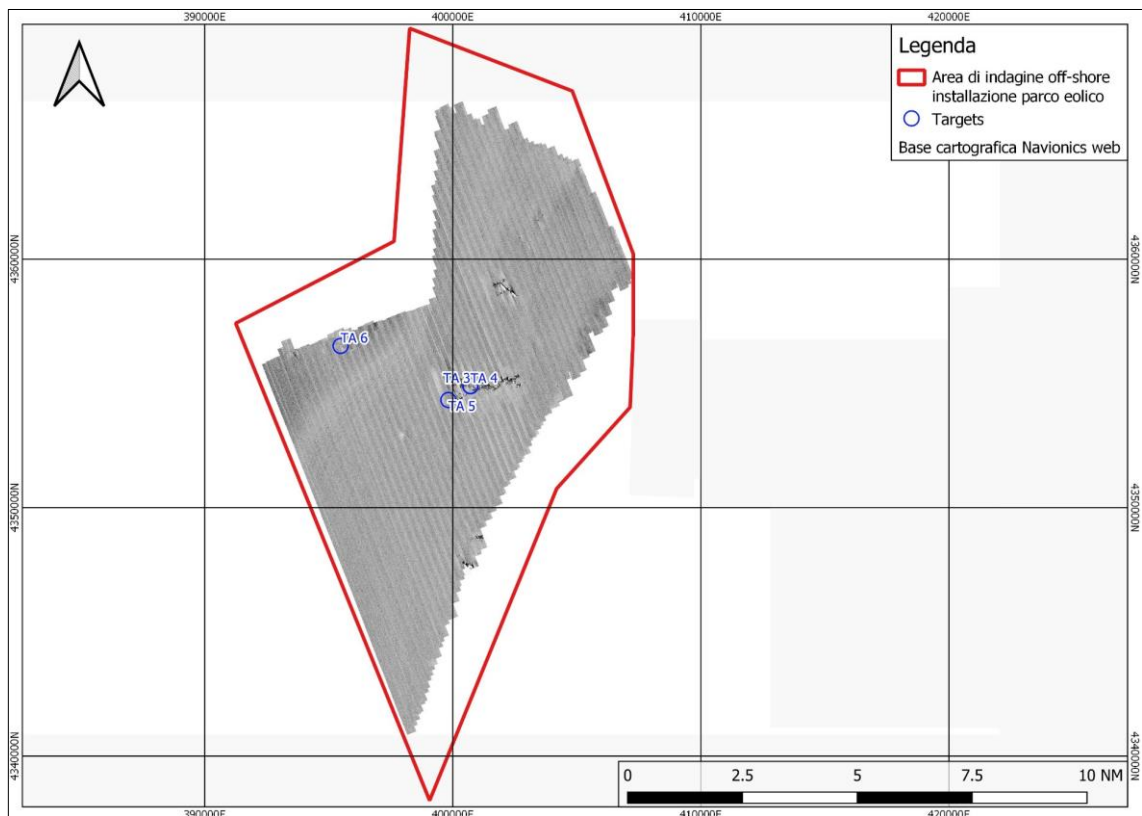 390000E 400000E 410000E 420000E
Legenda
Area di indagine off-shore
installazione parco eolico
Targets
Base cartografica Navionics web
4360000N 4360000N
TA 6
TA 3TA 4
TA 5
4350000N 4350000N
4340000N 4340000N
0 2.5 5 7.5 10 NM
390000E 400000E 410000E 420000E